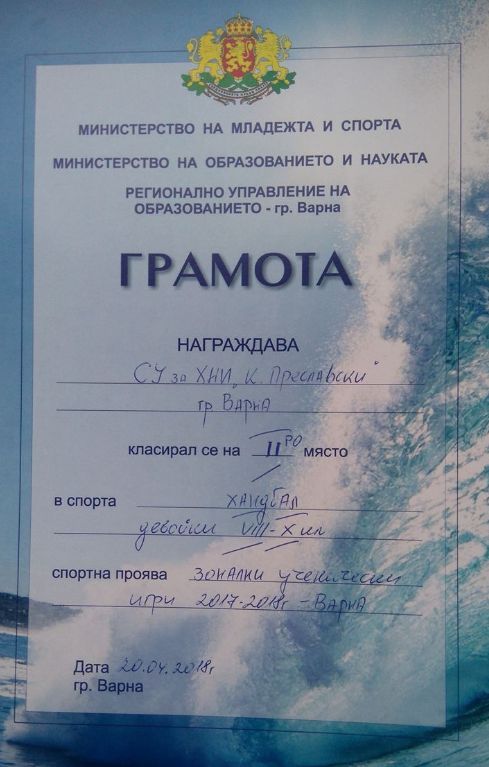 МИНИСТЕРСТВО НА МЛАДЕЖТА И СПОРТА
МИНИСТЕРСТВО НА ОБРАЗОВАНИЕТО И НАУКАТА
РЕГИОНАЛНО УПРАВЛЕНИЕ НА
ОБРАЗОВАНИЕТО - гр. Варна
ГРАМОТА
НАГРАЖДАВА
СУ за ХНИ „К. Преславски"
гр Варна
класирал се на II РО място
в спорта ХАНДБАЛ
девойки VIII-X кл
спортна проява ЗОНАЛНИ ученически
игри 2017-2018г - ВАРНА
Дата 20.04.2018г
гр. Варна